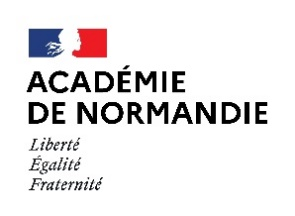 ACADÉMIE
DE NORMANDIE
Liberté
Égalité
Fraternité